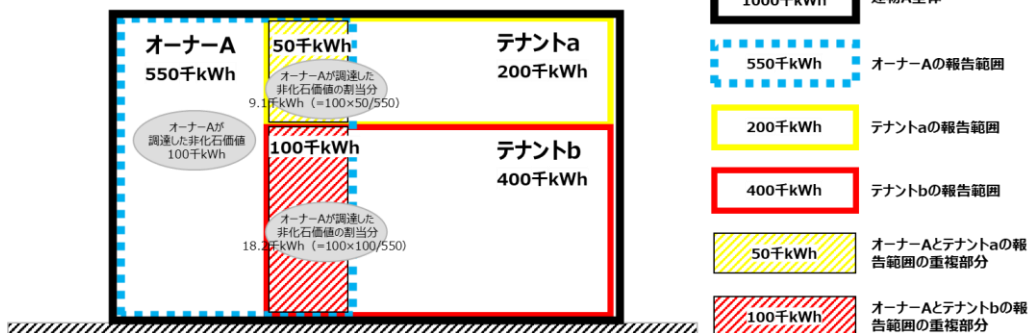 オーナーA
550千kWh
オーナーAが
調達した非化石価値
100千kWh
50千kWh
オーナーAが調達した
非化石価値の割当分
9.1千kWh（=100×50/550）
テナントa
200千kWh
100千kWh
オーナーAが調達した
非化石価値の割当分
18.2千kWh（=100×100/550）
テナントb
400千kWh
1000千kWh
建物A全体
550千kWh
オーナーAの報告範囲
200千kWh
テナントaの報告範囲
400千kWh
テナントbの報告範囲
50千kWh
オーナーAとテナントaの報
告範囲の重複部分
100千kWh
オーナーAとテナントbの報
告範囲の重複部分